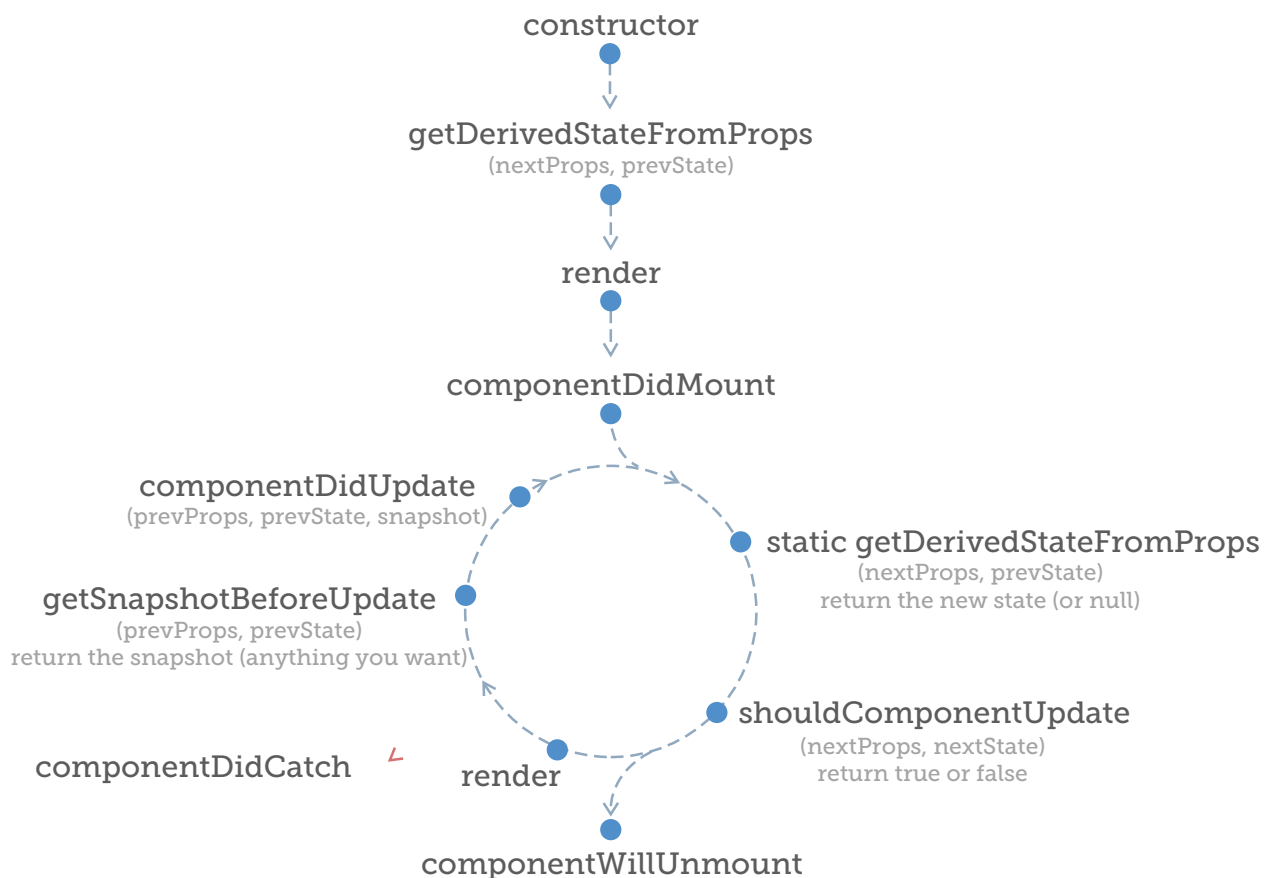 constructor
getDerivedStateFromProps
(nextProps, prevState)
render
componentDidMount
componentDidUpdate
(prevProps, prevState, snapshot)
static getDerivedStateFromProps
(nextProps, prevState)
return the new state (or null)
getSnapshotBeforeUpdate
(prevProps, prevState)
return the snapshot (anything you want)
shouldComponentUpdate
(nextProps, nextState)
return true or false
componentDidCatch
render
componentWillUnmount